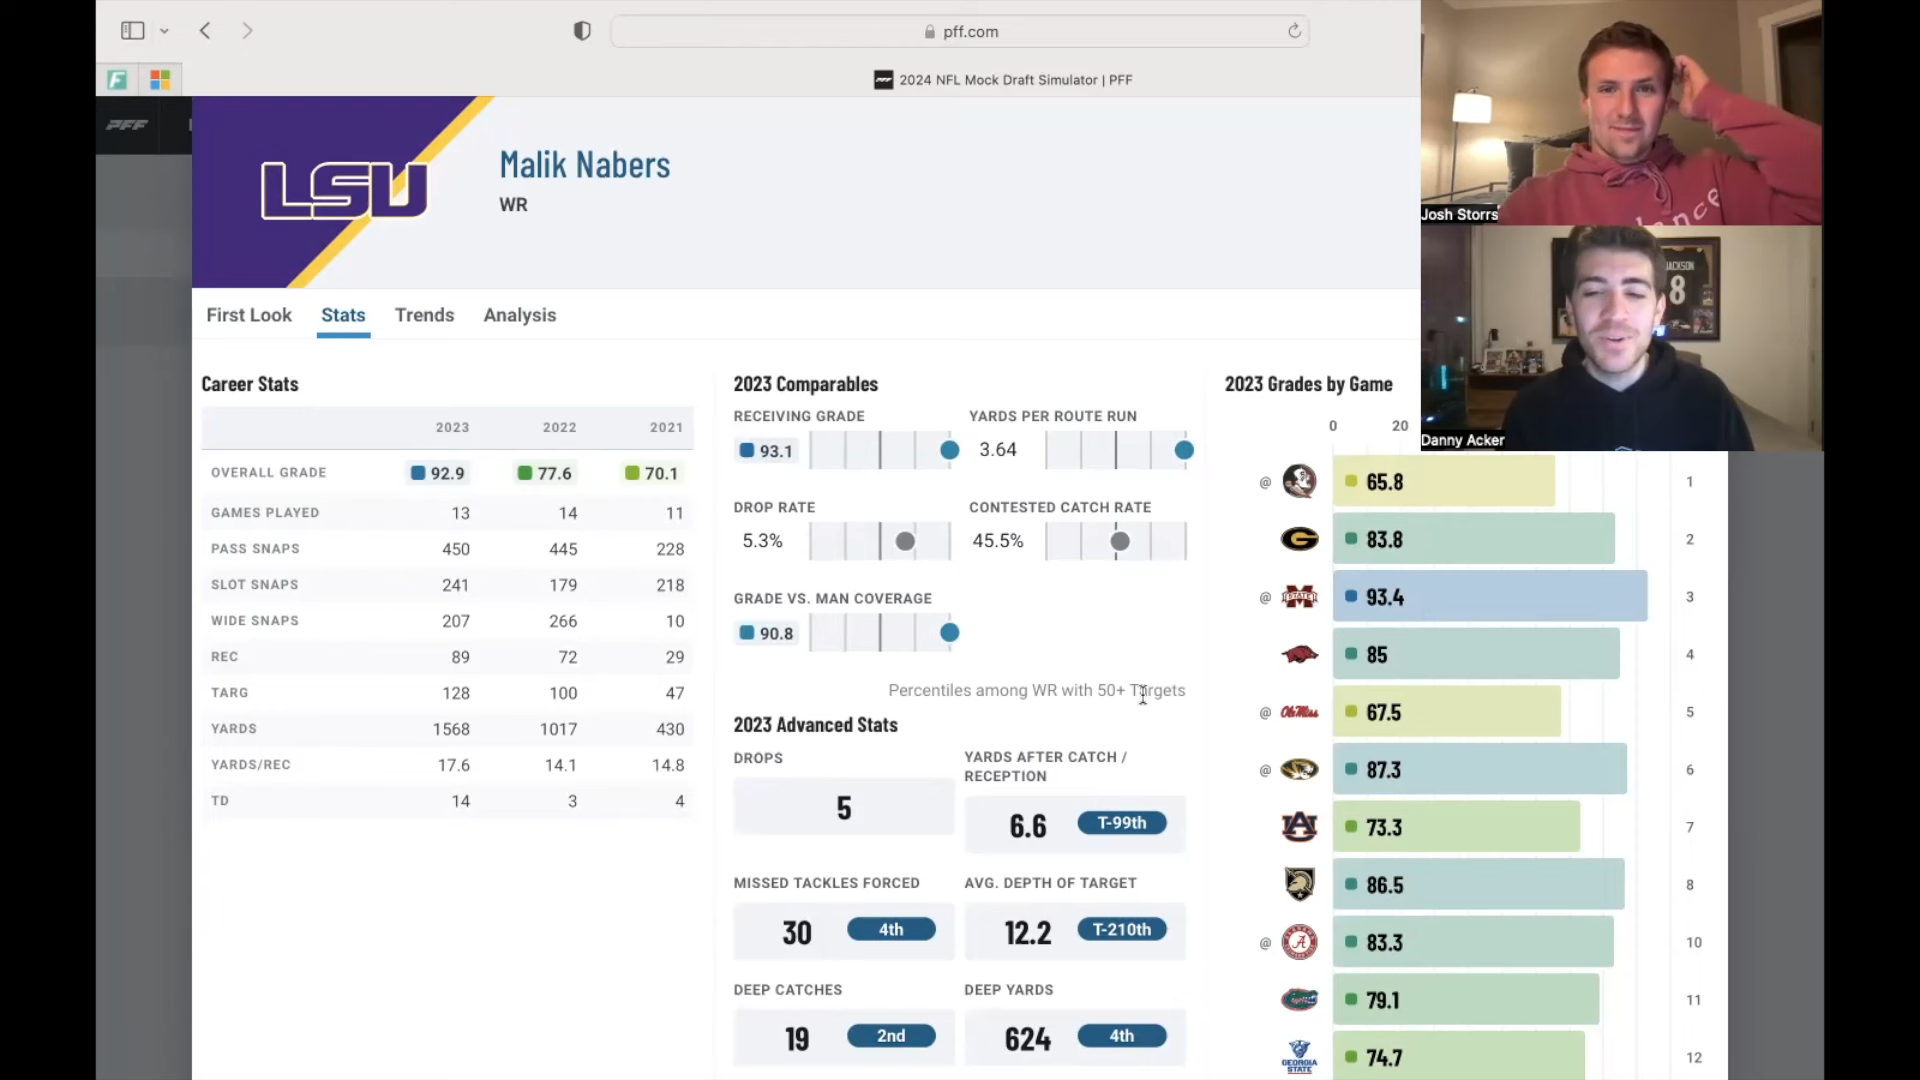 pff.com
2024 NFL Mock Draft Simulator | PFF
PFF
LSU
Malik Nabers
WR
Josh Storrs
JACKSON
8
Danny Acker
First Look Stats Trends Analysis
Career Stats
2023 2022 2021
OVERALL GRADE 92.9 77.6 70.1
GAMES PLAYED 13 14 11
PASS SNAPS 450 445 228
SLOT SNAPS 241 179 218
WIDE SNAPS 207 266 10
REC 89 72 29
TARG 128 100 47
YARDS 1568 1017 430
YARDS/REC 17.6 14.1 14.8
TD 14 3 4
2023 Comparables
RECEIVING GRADE YARDS PER ROUTE RUN
93.1 3.64
DROP RATE CONTESTED CATCH RATE
5.3% 45.5%
GRADE VS. MAN COVERAGE
90.8
Percentiles among WR with 50+ Targets
2023 Advanced Stats
DROPS
5
YARDS AFTER CATCH /
RECEPTION
6.6 T-99th
MISSED TACKLES FORCED AVG. DEPTH OF TARGET
30 4th 12.2 T-210th
DEEP CATCHES DEEP YARDS
19 2nd 624 4th
2023 Grades by Game
0 20
@ 65.8 1
G 83.8 2
@ STATE 93.4 3
85 4
@ Ole Miss 67.5 5
@ 87.3 6
AU 73.3 7
86.5 8
@ A 83.3 10
79.1 11
GEORGIA
STATE 74.7 12